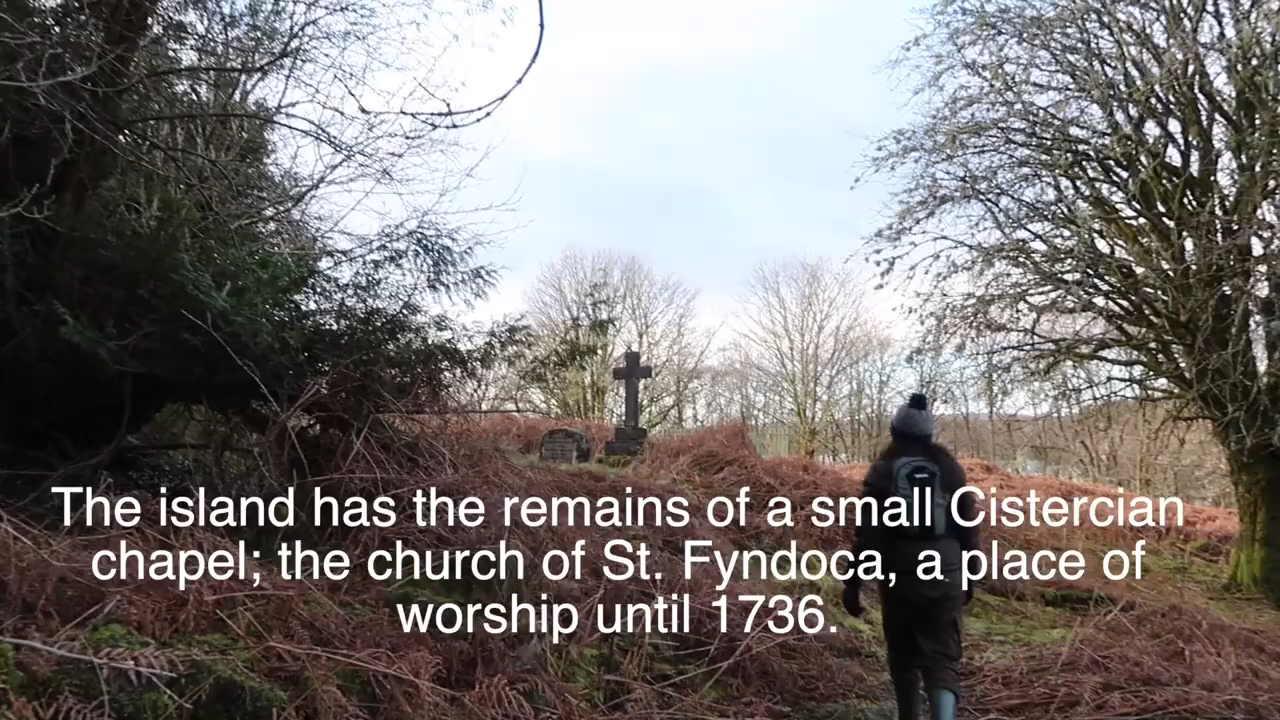 The island has the remains of a small Cistercian
chapel; the church of St. Fyndoca, a place of
worship until 1736.